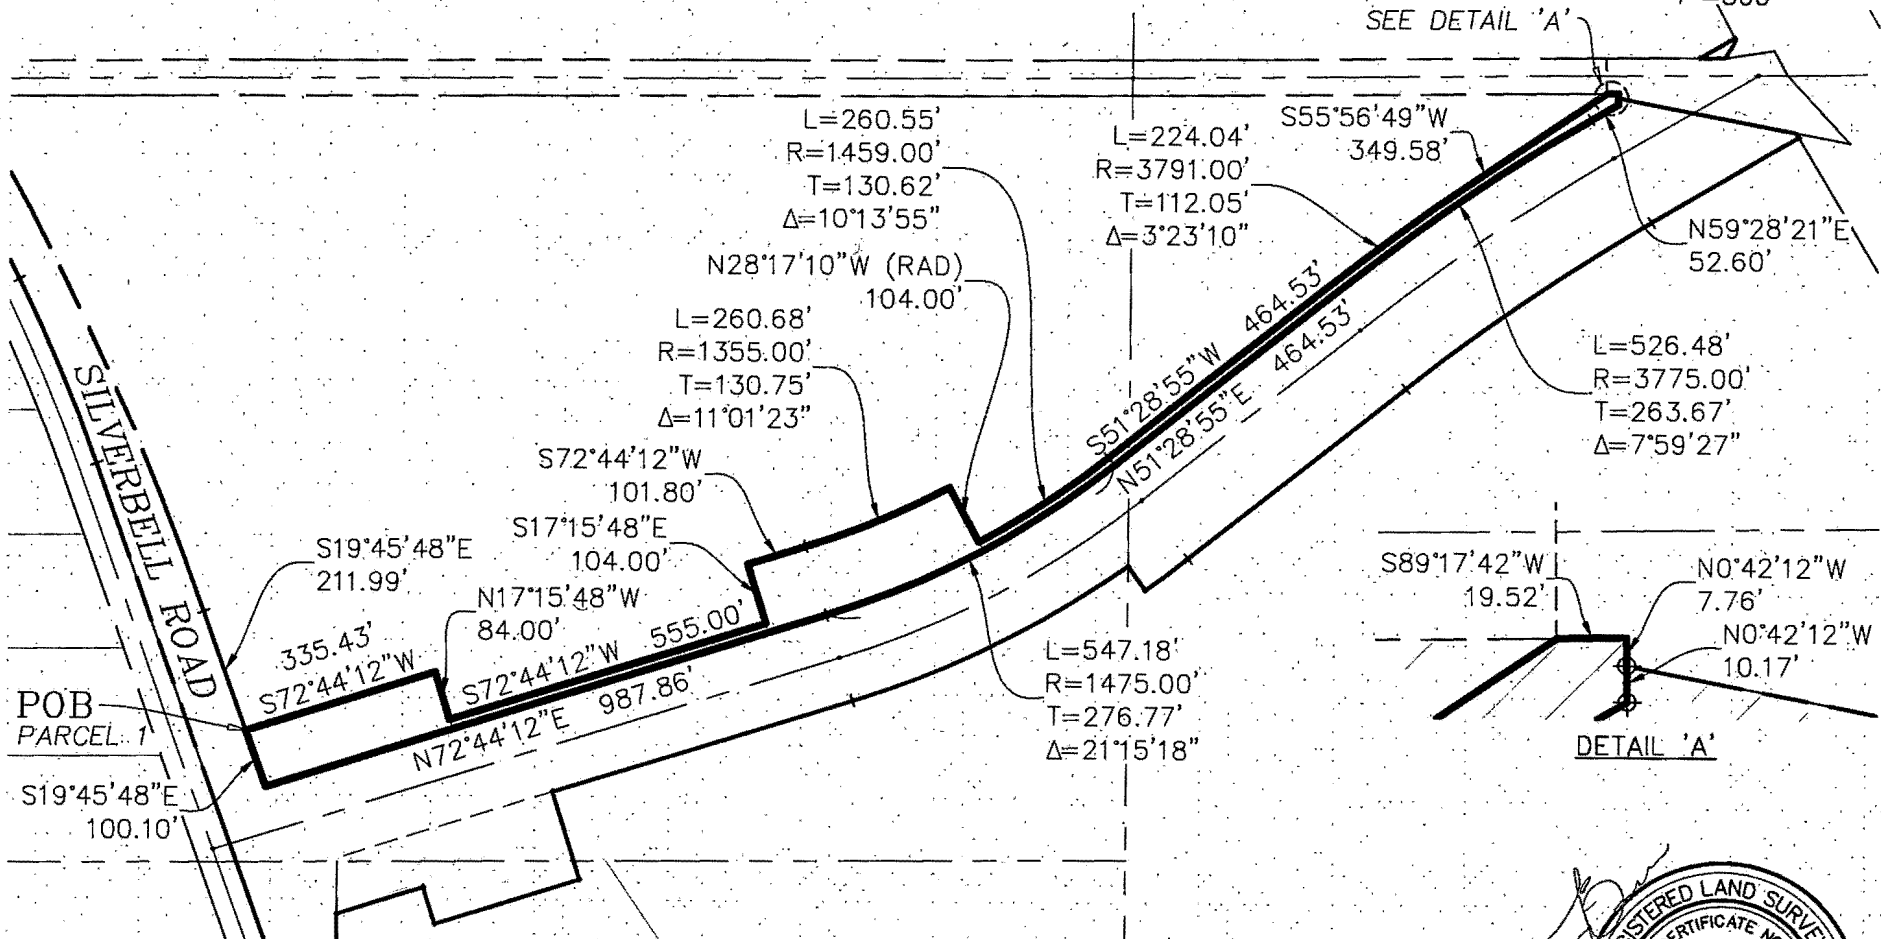 SEE DETAIL 'A'
L=260.55'
R=1459.00'
T=130.62'
Δ=10°13'55"
L=224.04'
R=3791.00'
T=112.05'
Δ=3°23'10"
S55°56'49"W
349.58'
N59°28'21"E
52.60'
N28°17'10"W (RAD)
104.00'
L=260.68'
R=1355.00'
T=130.75'
Δ=11°01'23"
464.53'
S51°28'55"W
N51°28'55"E 464.53'
L=526.48'
R=3775.00'
T=263.67'
Δ=7°59'27"
SILVERBELL ROAD
S72°44'12"W
101.80'
S17°15'48"E
104.00'
S19°45'48"E
211.99'
N17°15'48"W
84.00'
335.43'
S72°44'12"W
S72°44'12"W 555.00'
N72°44'12"E 987.86'
POB
PARCEL 1
S19°45'48"E
100.10'
L=547.18'
R=1475.00'
T=276.77'
Δ=21°15'18"
S89°17'42"W
19.52'
N0°42'12"W
7.76'
N0°42'12"W
10.17'
DETAIL 'A'
LAND